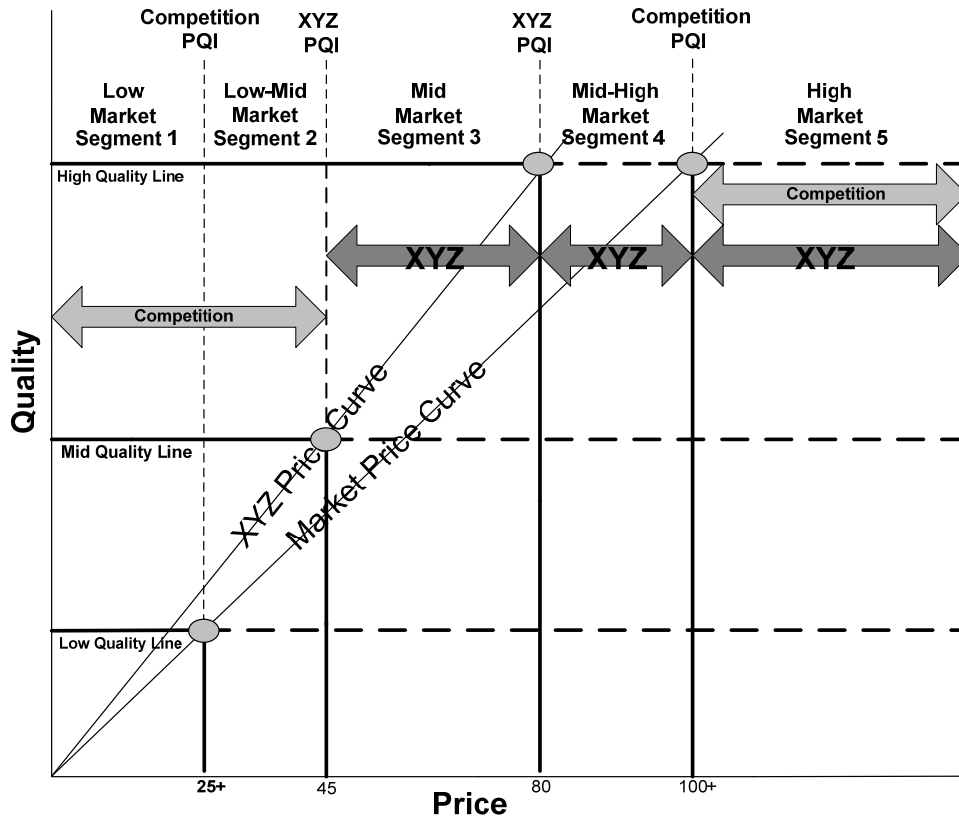 Competition
PQI
XYZ
PQI
XYZ
PQI
Competition
PQI
Low
Market
Segment 1
Low-Mid
Market
Segment 2
Mid
Market
Segment 3
Mid-High
Market
Segment 4
High
Market
Segment 5
High Quality Line
Competition
XYZ
XYZ
XYZ
Competition
Quality
XYZ Price Curve
Market Price Curve
Mid Quality Line
Low Quality Line
25+
45
80
100+
Price